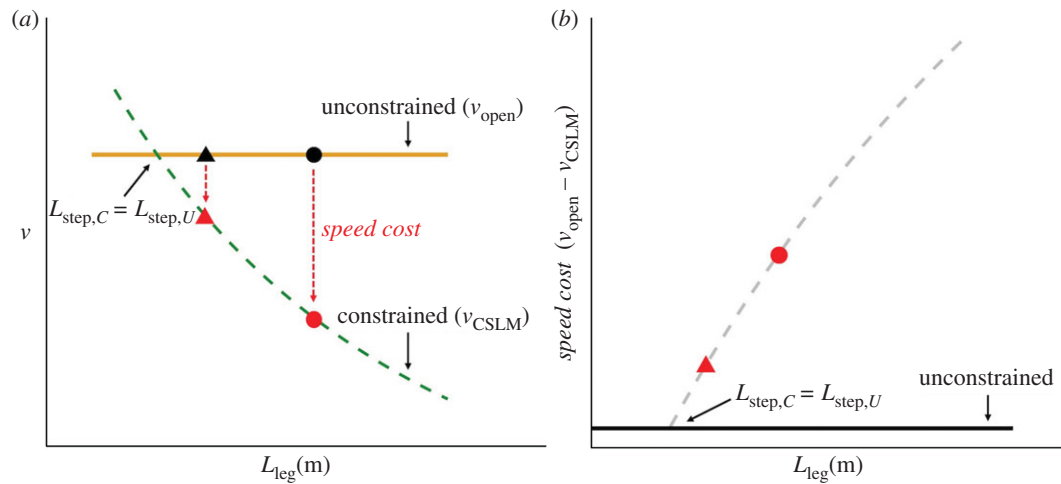 (a)
unconstrained (v_open)
L_step,C = L_step,U
v
speed cost
constrained (v_CSLM)
L_leg(m)
(b)
speed cost (v_open – v_CSLM)
L_step,C = L_step,U
unconstrained
L_leg(m)